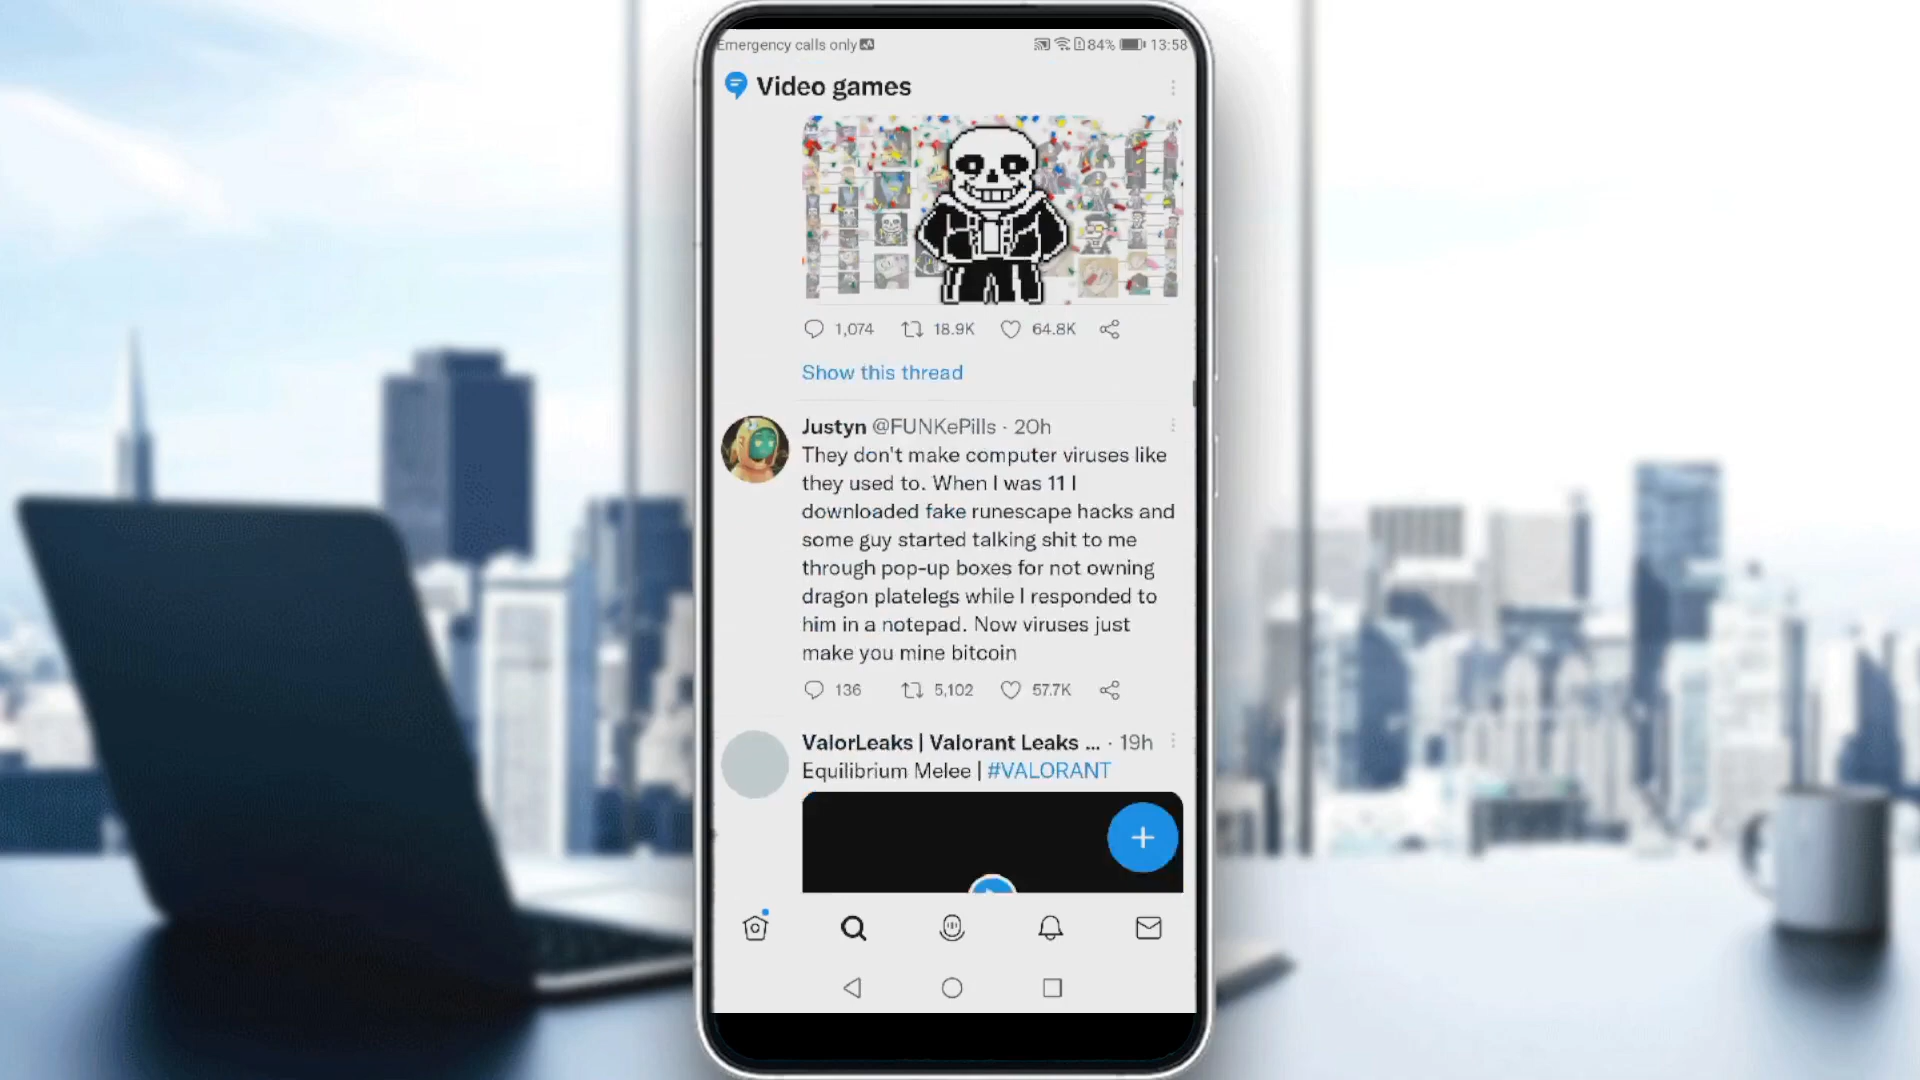 Emergency calls only
84% 13:58
Video games
1,074 18.9K 64.8K
Show this thread
Justyn @FUNKePills · 20h
They don't make computer viruses like
they used to. When I was 11 I
downloaded fake runescape hacks and
some guy started talking shit to me
through pop-up boxes for not owning
dragon platelegs while I responded to
him in a notepad. Now viruses just
make you mine bitcoin
136 5,102 57.7K
ValorLeaks | Valorant Leaks ... · 19h
Equilibrium Melee | #VALORANT